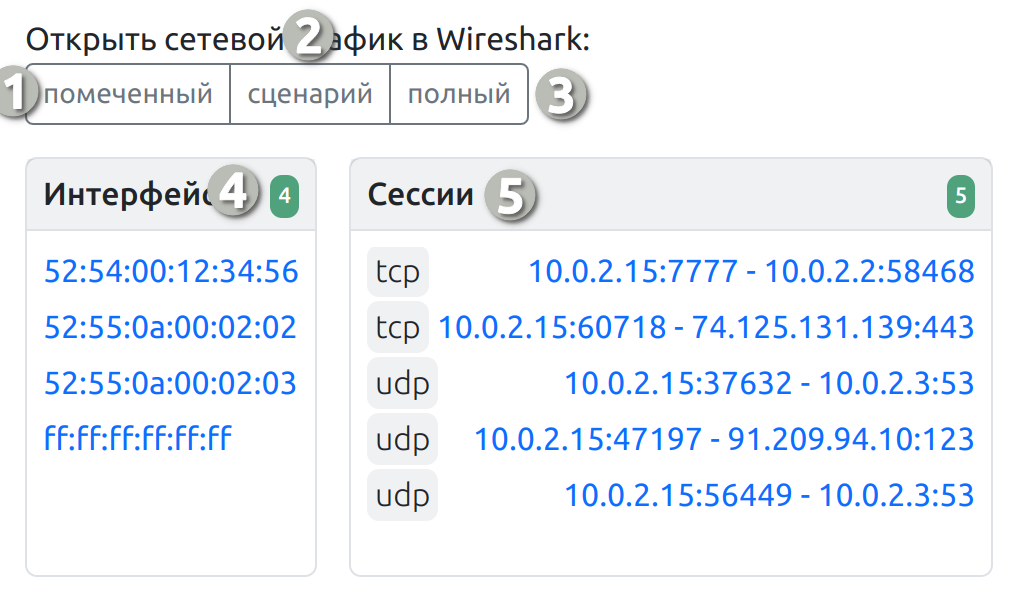 Открыть сетевой 2 афик в Wireshark:
1 помеченный сценарий полный 3
Интерфейс 4 4
Сессии 5 5
52:54:00:12:34:56
52:55:0a:00:02:02
52:55:0a:00:02:03
ff:ff:ff:ff:ff:ff
tcp 10.0.2.15:7777 - 10.0.2.2:58468
tcp 10.0.2.15:60718 - 74.125.131.139:443
udp 10.0.2.15:37632 - 10.0.2.3:53
udp 10.0.2.15:47197 - 91.209.94.10:123
udp 10.0.2.15:56449 - 10.0.2.3:53